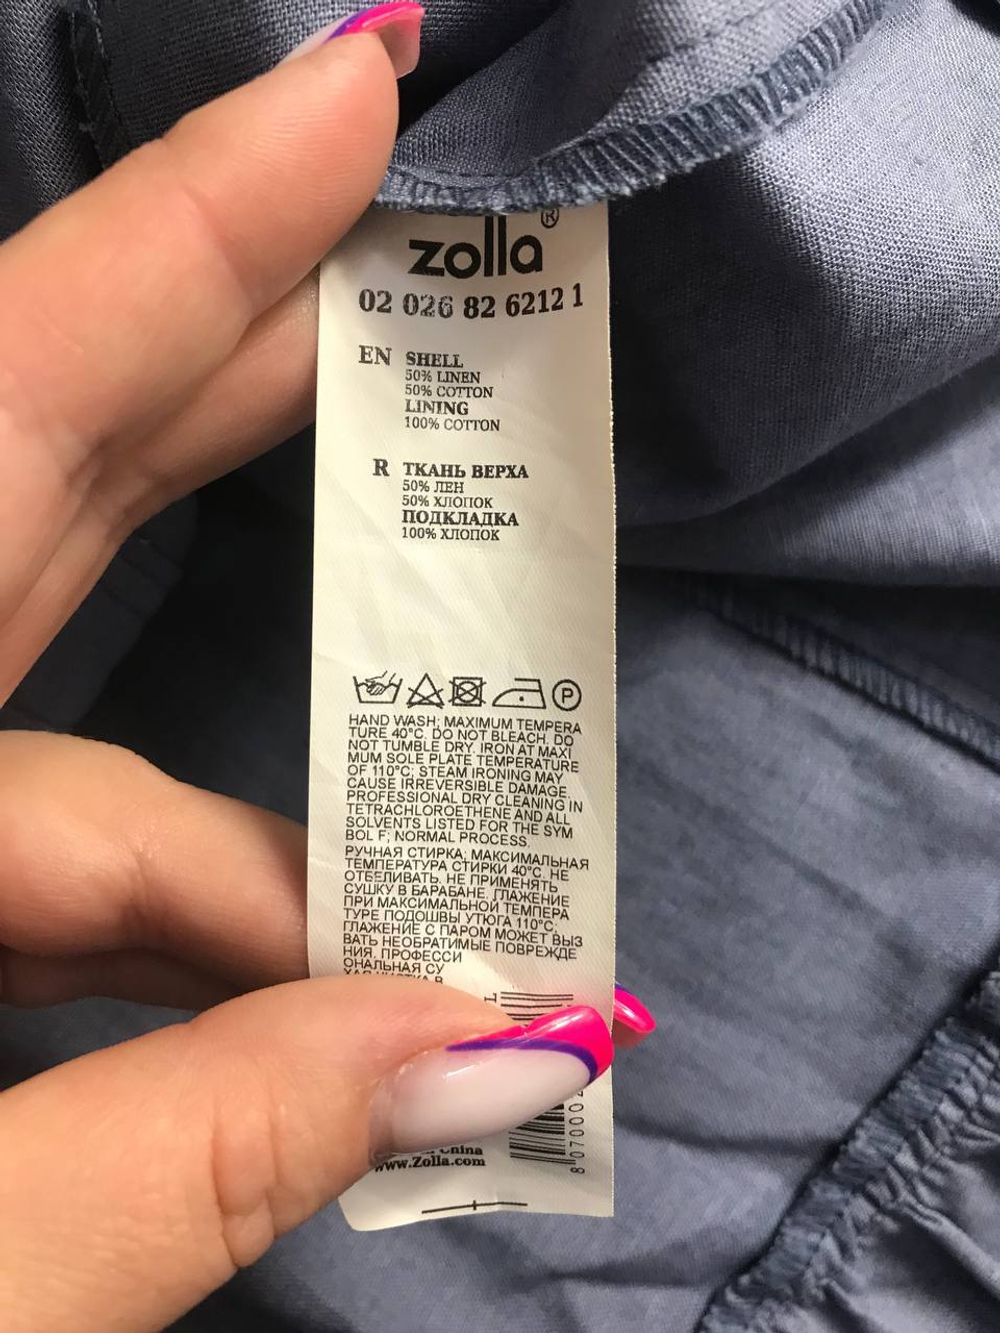 zolla®
02 026 82 6212 1
EN SHELL
50% LINEN
50% COTTON
LINING
100% COTTON
R ТКАНЬ ВЕРХА
50% ЛЕН
50% ХЛОПОК
ПОДКЛАДКА
100% ХЛОПОК
P
HAND WASH; MAXIMUM TEMPERA
TURE 40°C. DO NOT BLEACH. DO
NOT TUMBLE DRY. IRON AT MAXI
MUM SOLE PLATE TEMPERATURE
OF 110°C; STEAM IRONING MAY
CAUSE IRREVERSIBLE DAMAGE.
PROFESSIONAL DRY CLEANING IN
TETRACHLOROETHENE AND ALL
SOLVENTS LISTED FOR THE SYM
BOL F; NORMAL PROCESS.
РУЧНАЯ СТИРКА; МАКСИМАЛЬНАЯ
ТЕМПЕРАТУРА СТИРКИ 40°C. НЕ
ОТБЕЛИВАТЬ. НЕ ПРИМЕНЯТЬ
СУШКУ В БАРАБАНЕ. ГЛАЖЕНИЕ
ПРИ МАКСИМАЛЬНОЙ ТЕМПЕРА
ТУРЕ ПОДОШВЫ УТЮГА 110°C;
ГЛАЖЕНИЕ С ПАРОМ МОЖЕТ ВЫЗ
ВАТЬ НЕОБРАТИМЫЕ ПОВРЕЖДЕ
НИЯ. ПРОФЕССИ
ОНАЛЬНАЯ СУ
ХАЯ ЧИСТКА В
L
8 070002
China
www.Zolla.com